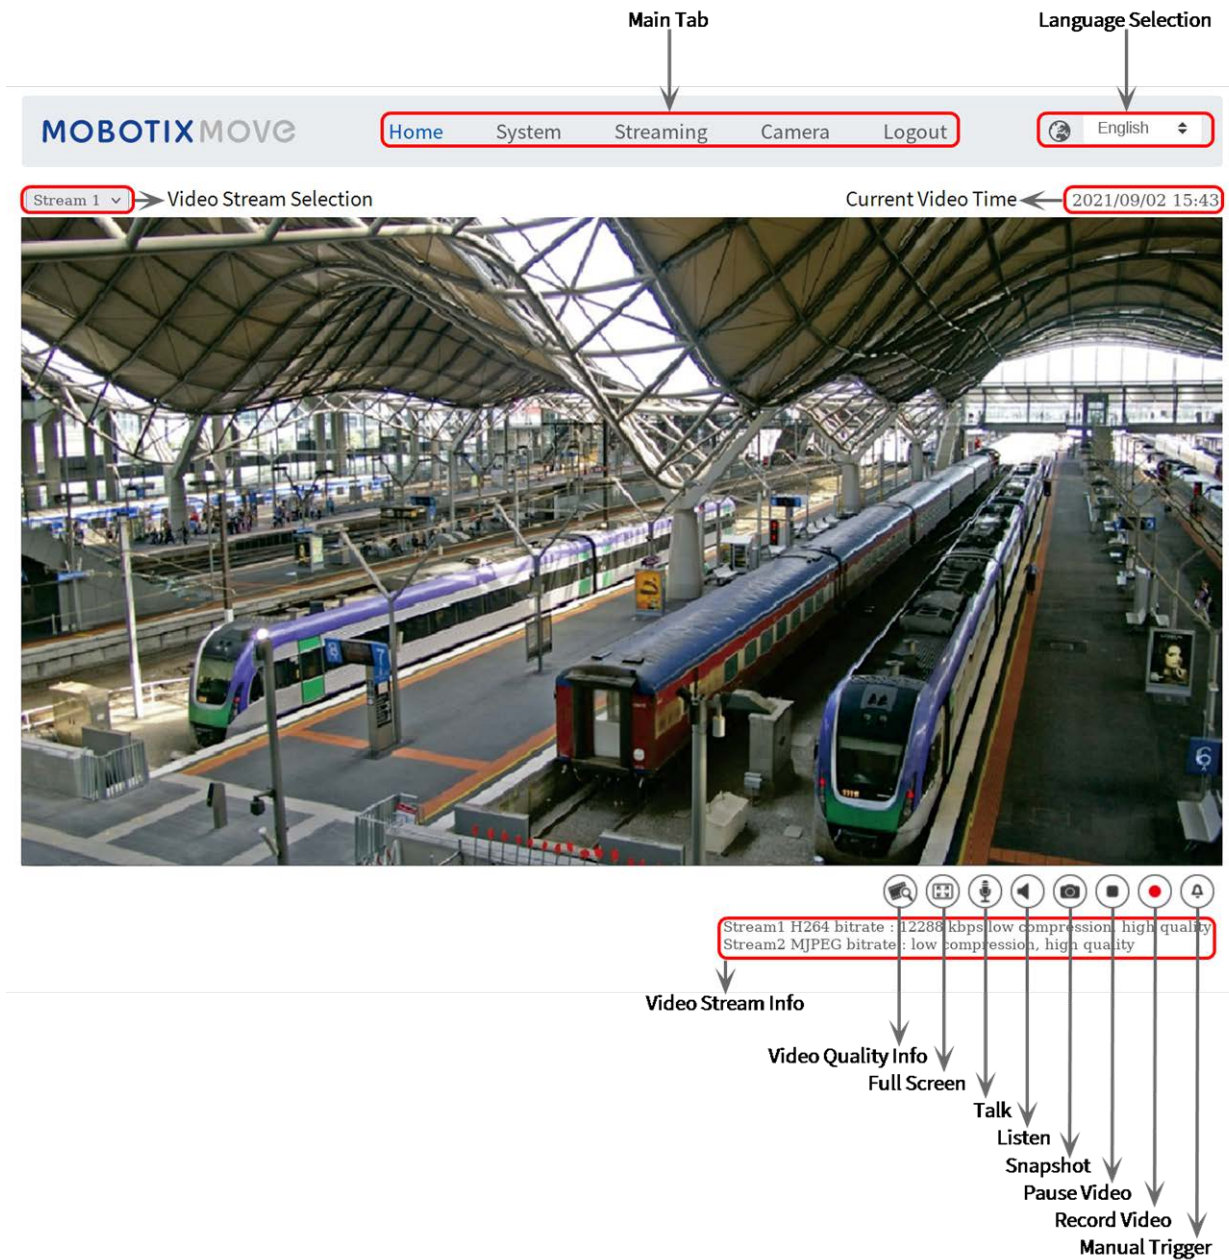 Main Tab Language Selection
MOBOTIX MOVE Home System Streaming Camera Logout English
Stream 1 Video Stream Selection Current Video Time 2021/09/02 15:43
8 7
1118
6
Stream1 H264 bitrate : 12288 kbps low compression, high quality
Stream2 MJPEG bitrate : low compression, high quality
Video Stream Info
Video Quality Info
Full Screen
Talk
Listen
Snapshot
Pause Video
Record Video
Manual Trigger